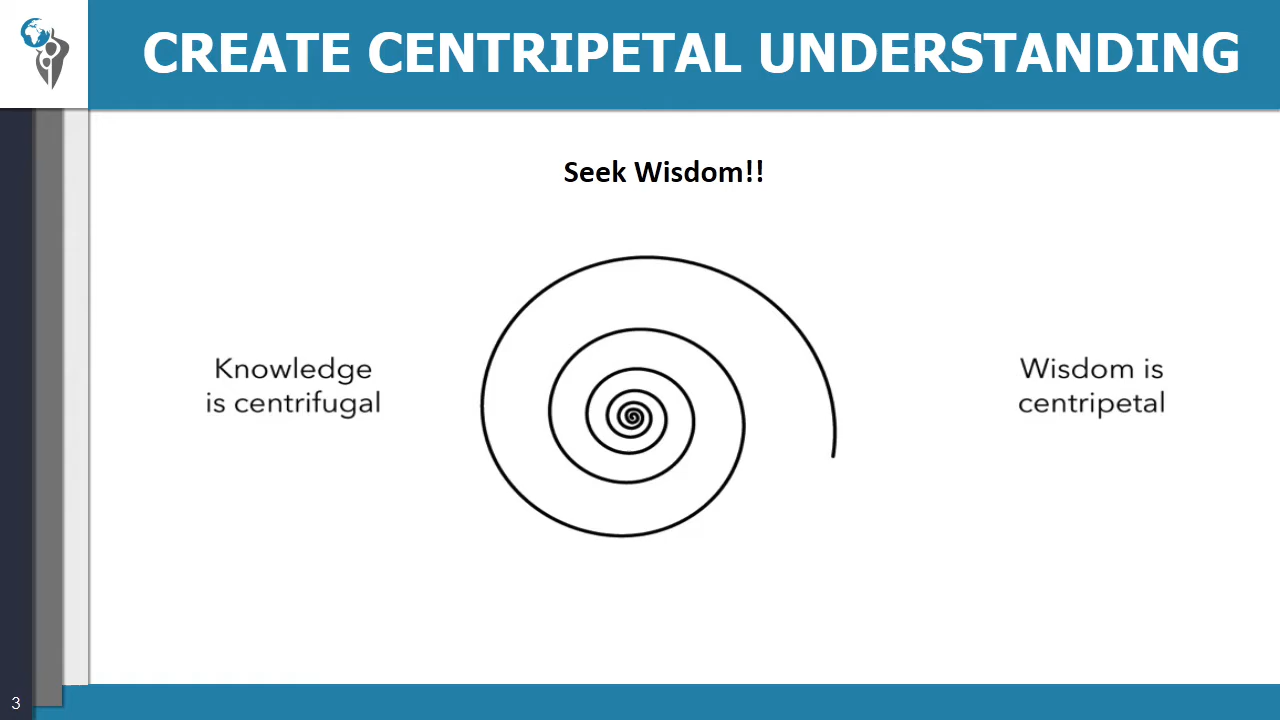 CREATE CENTRIPETAL UNDERSTANDING
Seek Wisdom!!
Knowledge
is centrifugal
Wisdom is
centripetal
3